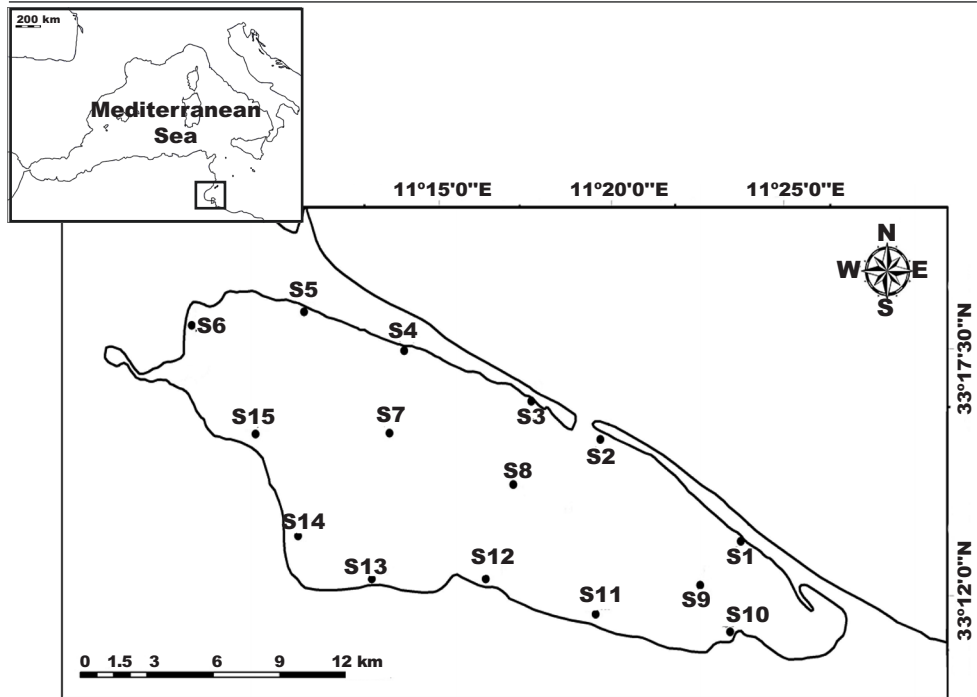 200 km
Mediterranean
Sea
11°15'0"E
11°20'0"E
11°25'0"E
N
W
E
S
S5
S6
S4
33°17'30"N
S3
S15
S7
S2
S8
S14
S1
S13
S12
S9
S11
S10
33°12'0"N
0 1.5 3 6 9 12 km